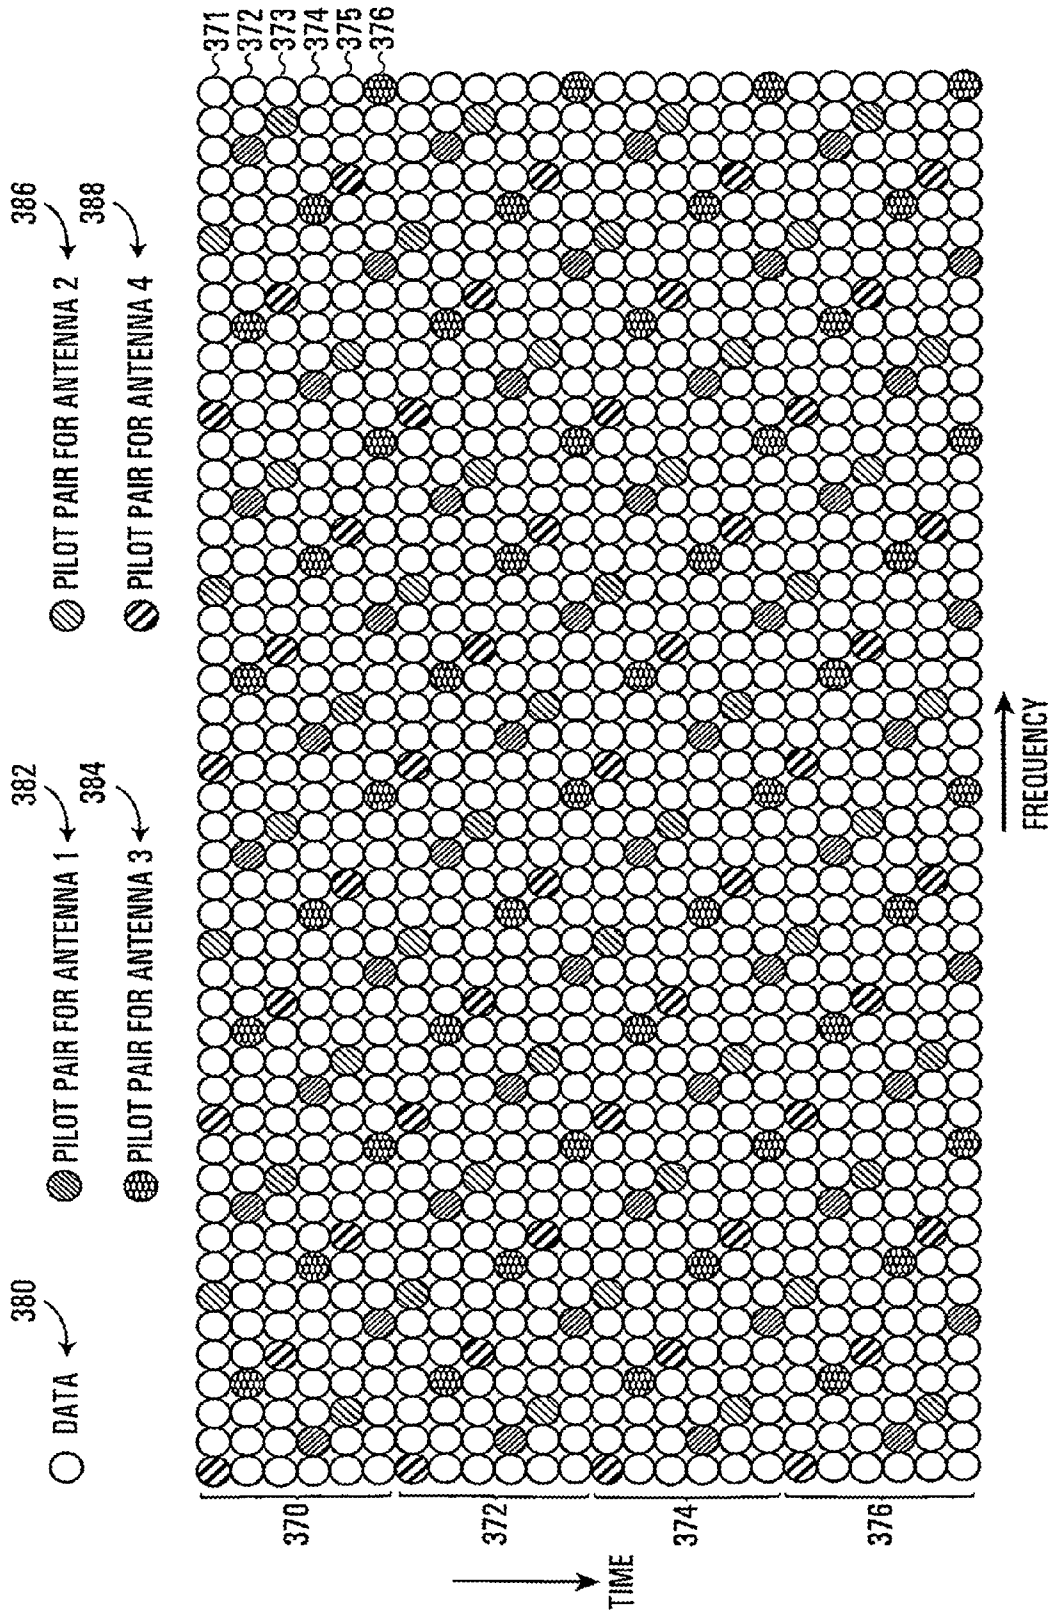 380
DATA
382
PILOT PAIR FOR ANTENNA 1
384
PILOT PAIR FOR ANTENNA 3
386
PILOT PAIR FOR ANTENNA 2
388
PILOT PAIR FOR ANTENNA 4
371
372
373
374
375
376
370
372
374
376
TIME
FREQUENCY